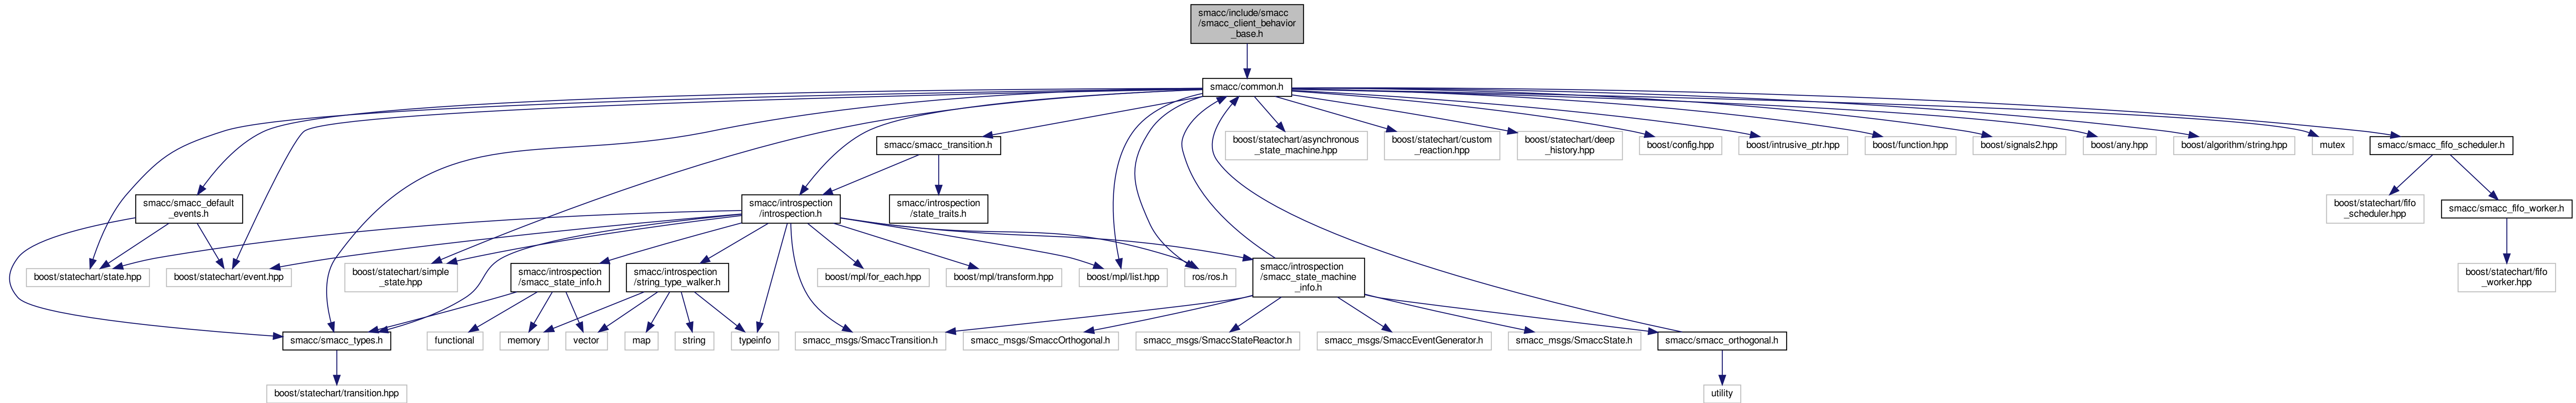 smacc/include/smacc
/smacc_client_behavior
_base.h
smacc/common.h
boost/statechart/asynchronous
_state_machine.hpp
boost/statechart/custom
_reaction.hpp
boost/statechart/deep
_history.hpp
boost/config.hpp
boost/intrusive_ptr.hpp
boost/function.hpp
boost/signals2.hpp
boost/any.hpp
boost/algorithm/string.hpp
mutex
smacc/smacc_fifo_scheduler.h
smacc/smacc_transition.h
smacc/smacc_default
_events.h
smacc/introspection
/introspection.h
smacc/introspection
/state_traits.h
boost/statechart/fifo
_scheduler.hpp
smacc/smacc_fifo_worker.h
boost/statechart/state.hpp
boost/statechart/event.hpp
boost/statechart/simple
_state.hpp
smacc/introspection
/smacc_state_info.h
smacc/introspection
/string_type_walker.h
boost/mpl/for_each.hpp
boost/mpl/transform.hpp
boost/mpl/list.hpp
ros/ros.h
smacc/introspection
/smacc_state_machine
_info.h
boost/statechart/fifo
_worker.hpp
smacc/smacc_types.h
functional
memory
vector
map
string
typeinfo
smacc_msgs/SmaccTransition.h
smacc_msgs/SmaccOrthogonal.h
smacc_msgs/SmaccStateReactor.h
smacc_msgs/SmaccEventGenerator.h
smacc_msgs/SmaccState.h
smacc/smacc_orthogonal.h
boost/statechart/transition.hpp
utility